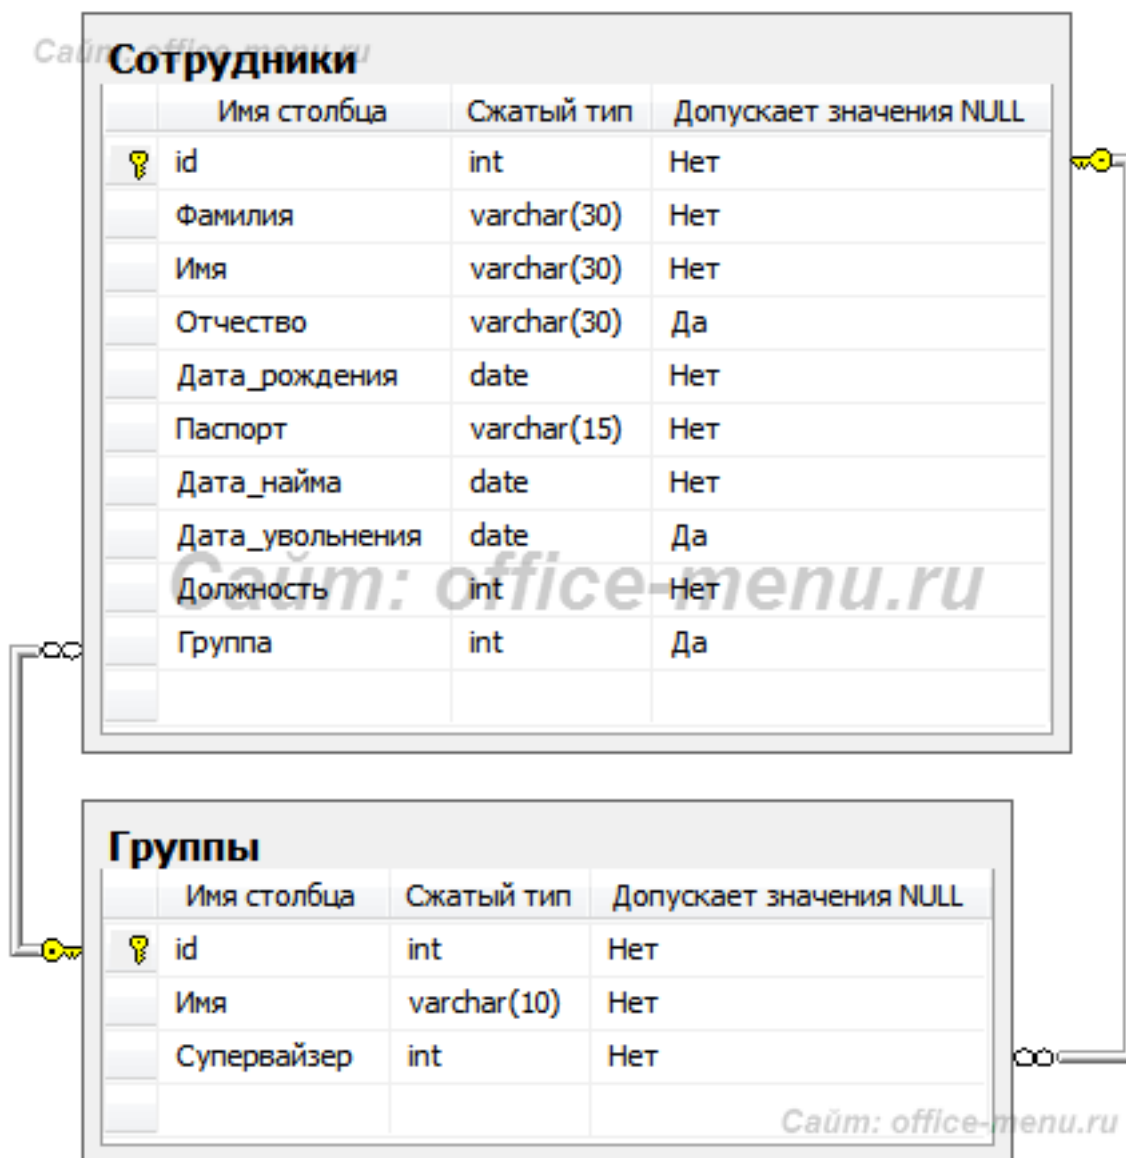 Сайт: office-menu.ru
Сотрудники
Имя столбца Сжатый тип Допускает значения NULL
id int Нет
Фамилия varchar(30) Нет
Имя varchar(30) Нет
Отчество varchar(30) Да
Дата_рождения date Нет
Паспорт varchar(15) Нет
Дата_найма date Нет
Дата_увольнения date Да
Сайт: office-menu.ru
Должность int Нет
Группа int Да
Группы
Имя столбца Сжатый тип Допускает значения NULL
id int Нет
Имя varchar(10) Нет
Супервайзер int Нет
Сайт: office-menu.ru